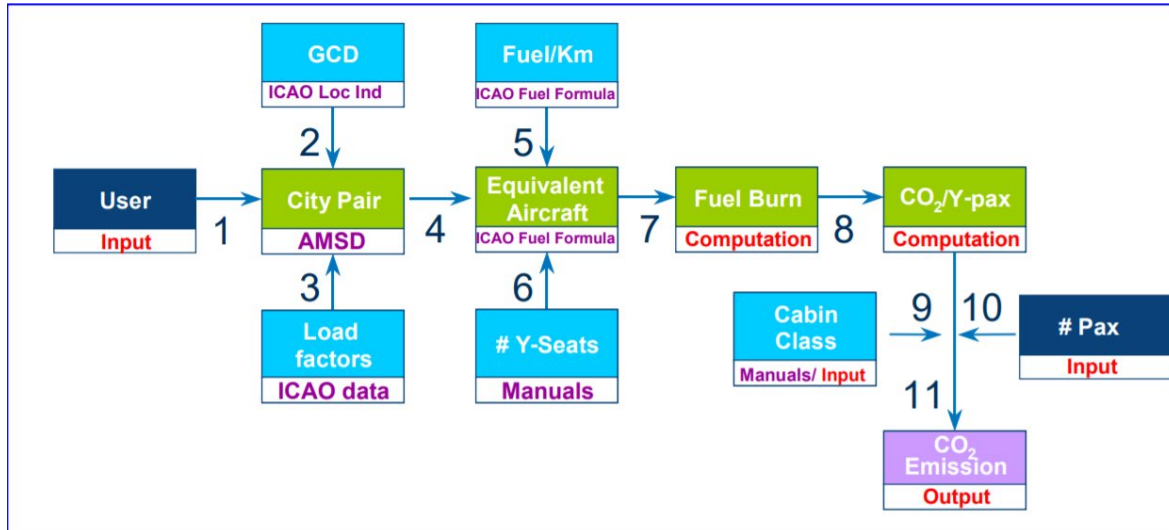 GCD
ICAO Loc Ind
Fuel/Km
ICAO Fuel Formula
2
5
User
Input
1
City Pair
AMSD
4
Equivalent
Aircraft
ICAO Fuel Formula
7
Fuel Burn
Computation
8
CO₂/Y-pax
Computation
3
6
Load
factors
ICAO data
# Y-Seats
Manuals
Cabin
Class
Manuals/ Input
9
10
# Pax
Input
11
CO₂
Emission
Output